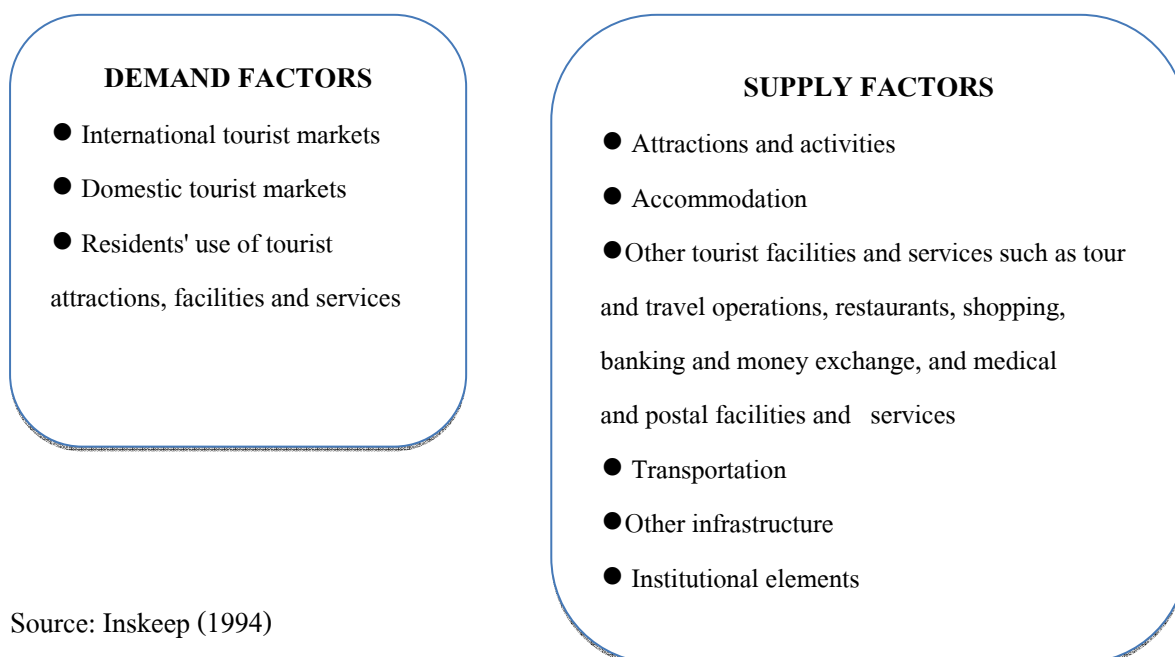 DEMAND FACTORS
● International tourist markets
● Domestic tourist markets
● Residents' use of tourist
attractions, facilities and services
SUPPLY FACTORS
● Attractions and activities
● Accommodation
●Other tourist facilities and services such as tour
and travel operations, restaurants, shopping,
banking and money exchange, and medical
and postal facilities and   services
● Transportation
●Other infrastructure
● Institutional elements
Source: Inskeep (1994)